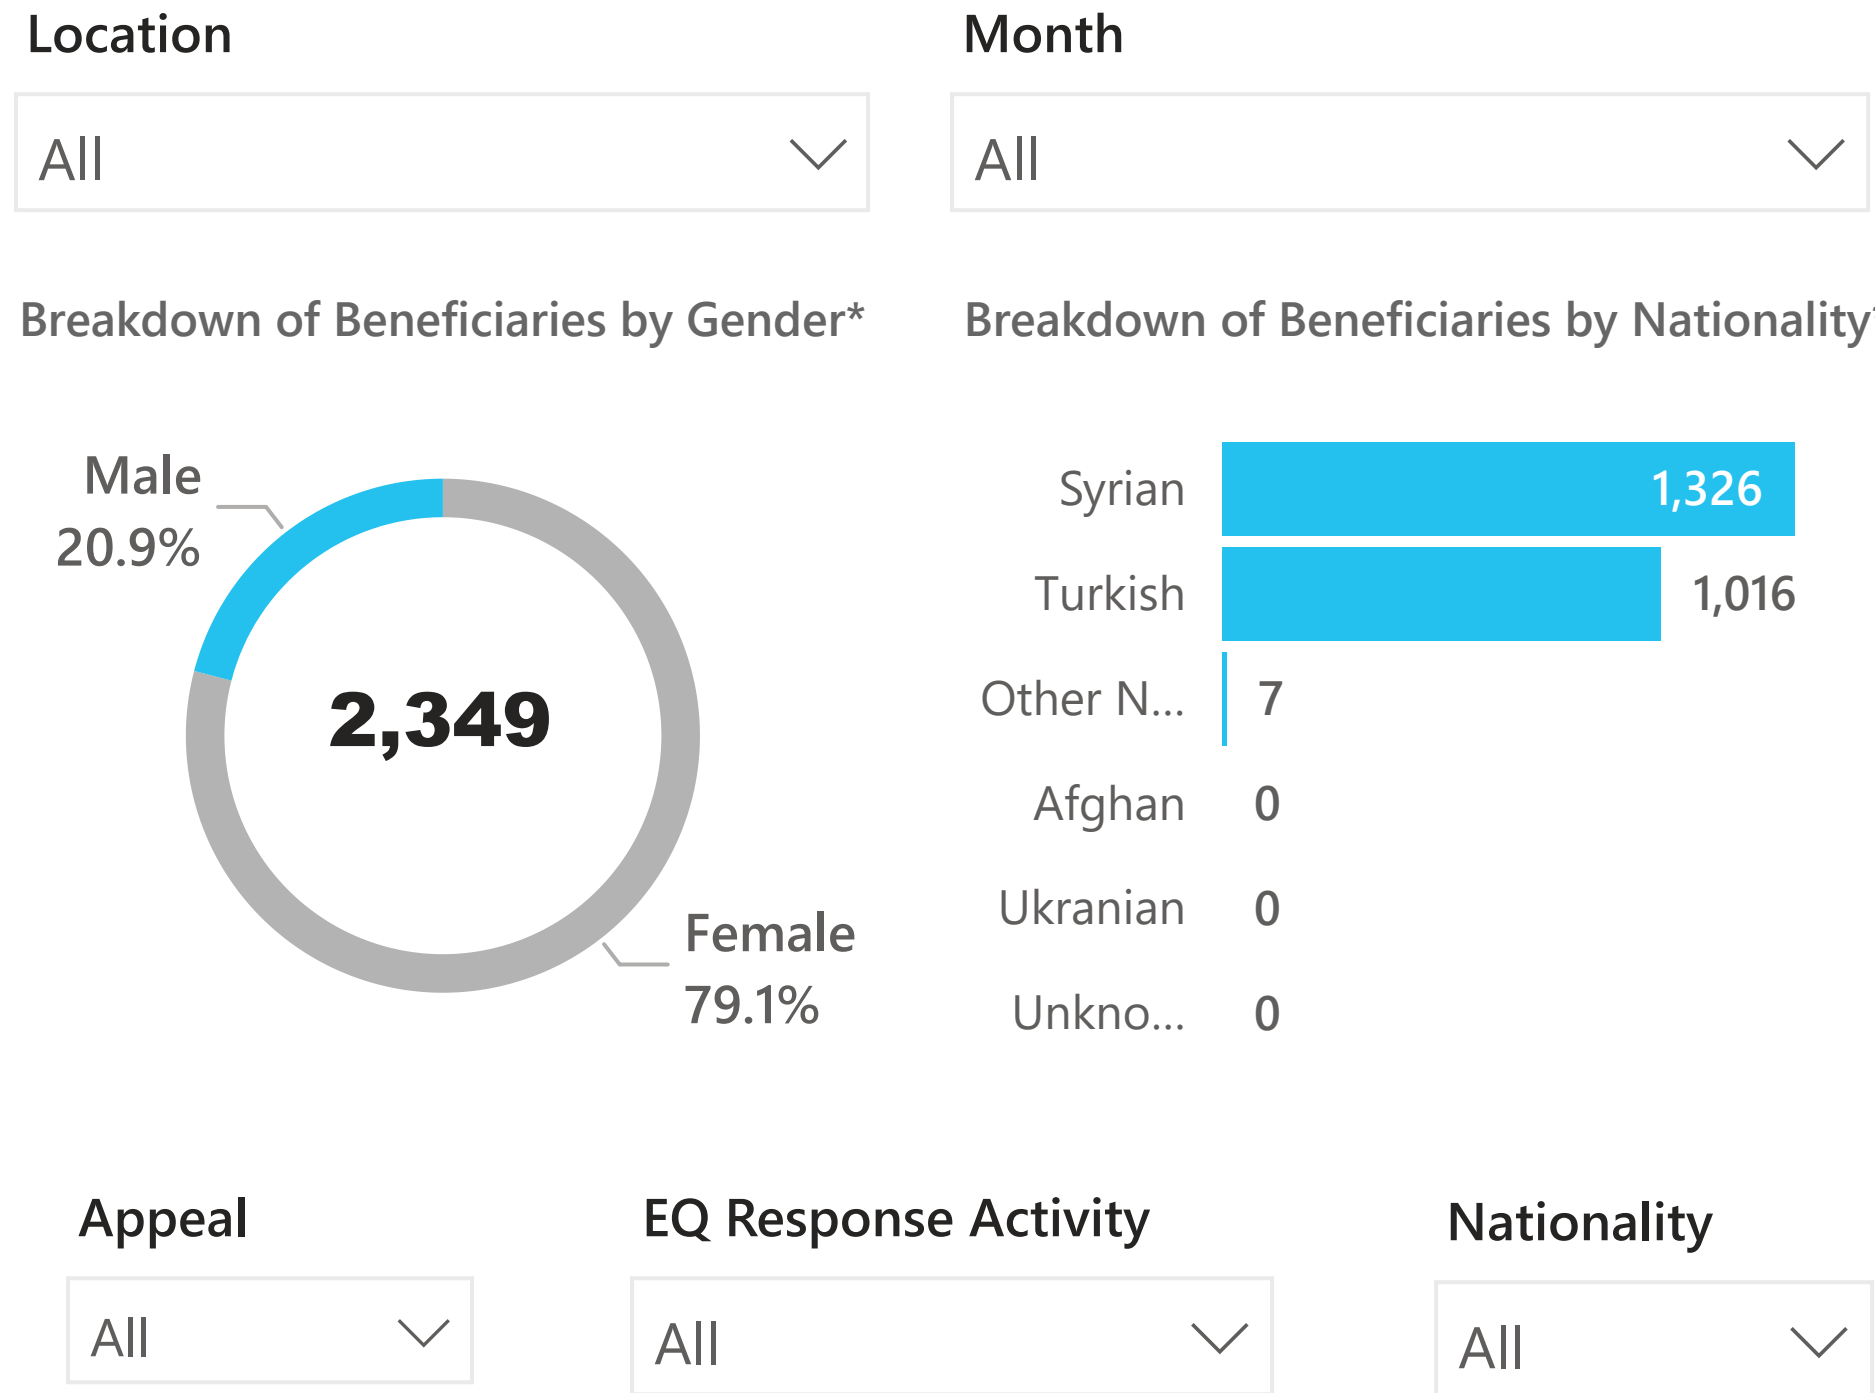 Location
Month
All
All
Breakdown of Beneficiaries by Gender*
Breakdown of Beneficiaries by Nationality*
Male
20.9%
2,349
Female
79.1%
Syrian 1,326
Turkish 1,016
Other N... 7
Afghan 0
Ukranian 0
Unkno... 0
Appeal
EQ Response Activity
Nationality
All
All
All